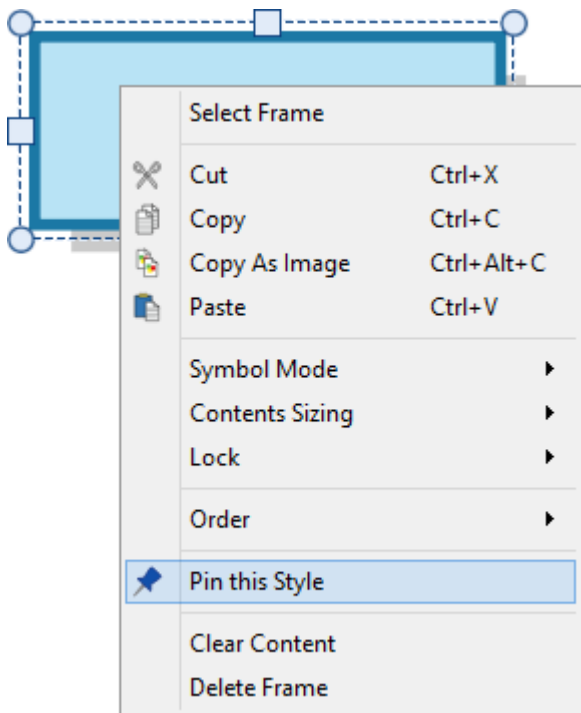 Select Frame
Cut Ctrl+X
Copy Ctrl+C
Copy As Image Ctrl+Alt+C
Paste Ctrl+V
Symbol Mode
Contents Sizing
Lock
Order
Pin this Style
Clear Content
Delete Frame